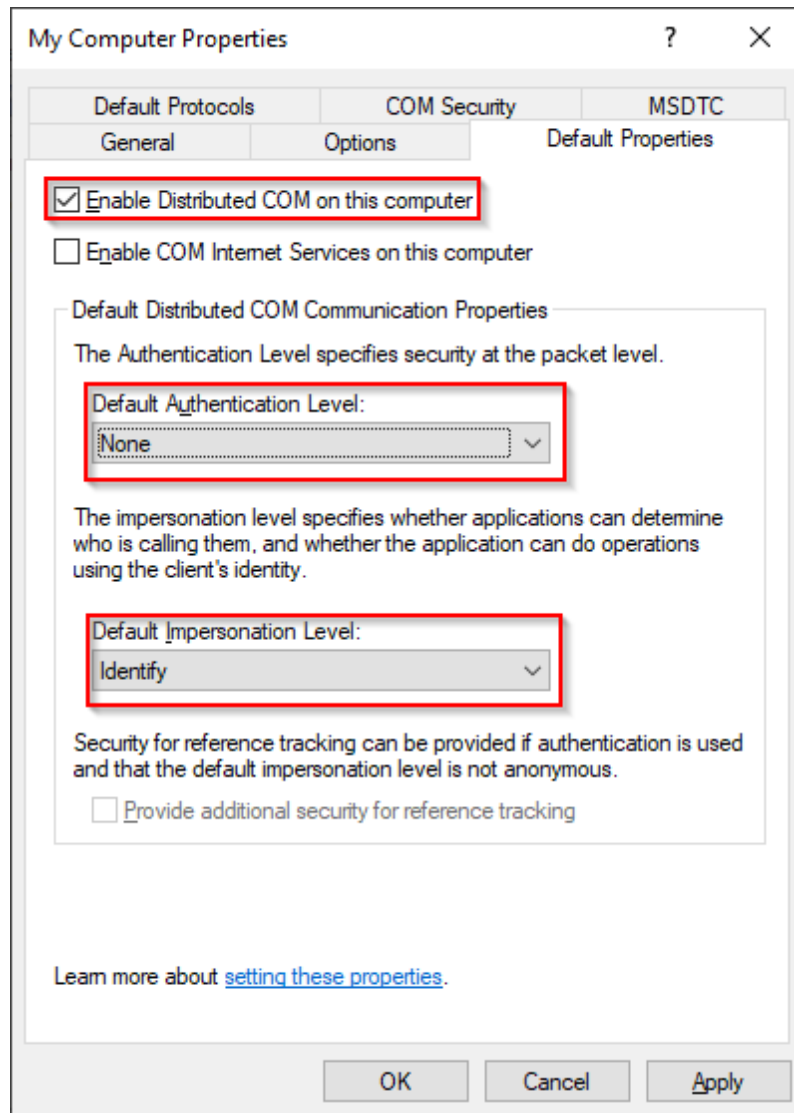 My Computer Properties
Default Protocols COM Security MSDTC
General Options Default Properties
Enable Distributed COM on this computer
Enable COM Internet Services on this computer
Default Distributed COM Communication Properties
The Authentication Level specifies security at the packet level.
Default Authentication Level:
None
The impersonation level specifies whether applications can determine
who is calling them, and whether the application can do operations
using the client's identity.
Default Impersonation Level:
Identify
Security for reference tracking can be provided if authentication is used
and that the default impersonation level is not anonymous.
Provide additional security for reference tracking
Learn more about setting these properties.
OK Cancel Apply